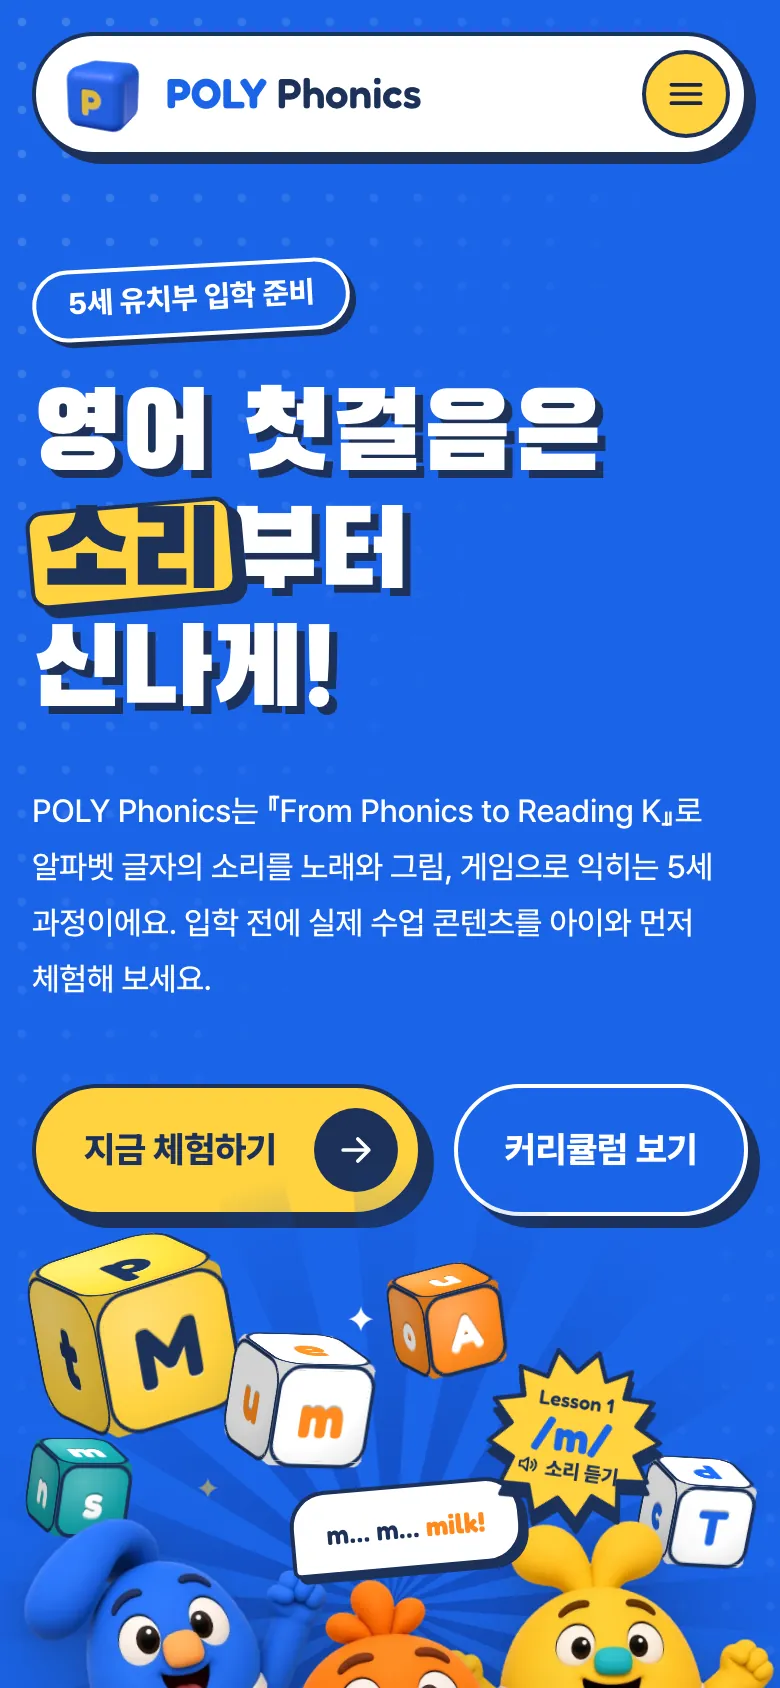 P
POLY Phonics
5세 유치부 입학 준비
영어 첫걸음은
소리부터
신나게!
POLY Phonics는 『From Phonics to Reading K』로
알파벳 글자의 소리를 노래와 그림, 게임으로 익히는 5세
과정이에요. 입학 전에 실제 수업 콘텐츠를 아이와 먼저
체험해 보세요.
지금 체험하기
커리큘럼 보기
P
t M
u
o A
e
u m
Lesson 1
/m/
소리 듣기
m
n s
d
c T
m... m... milk!